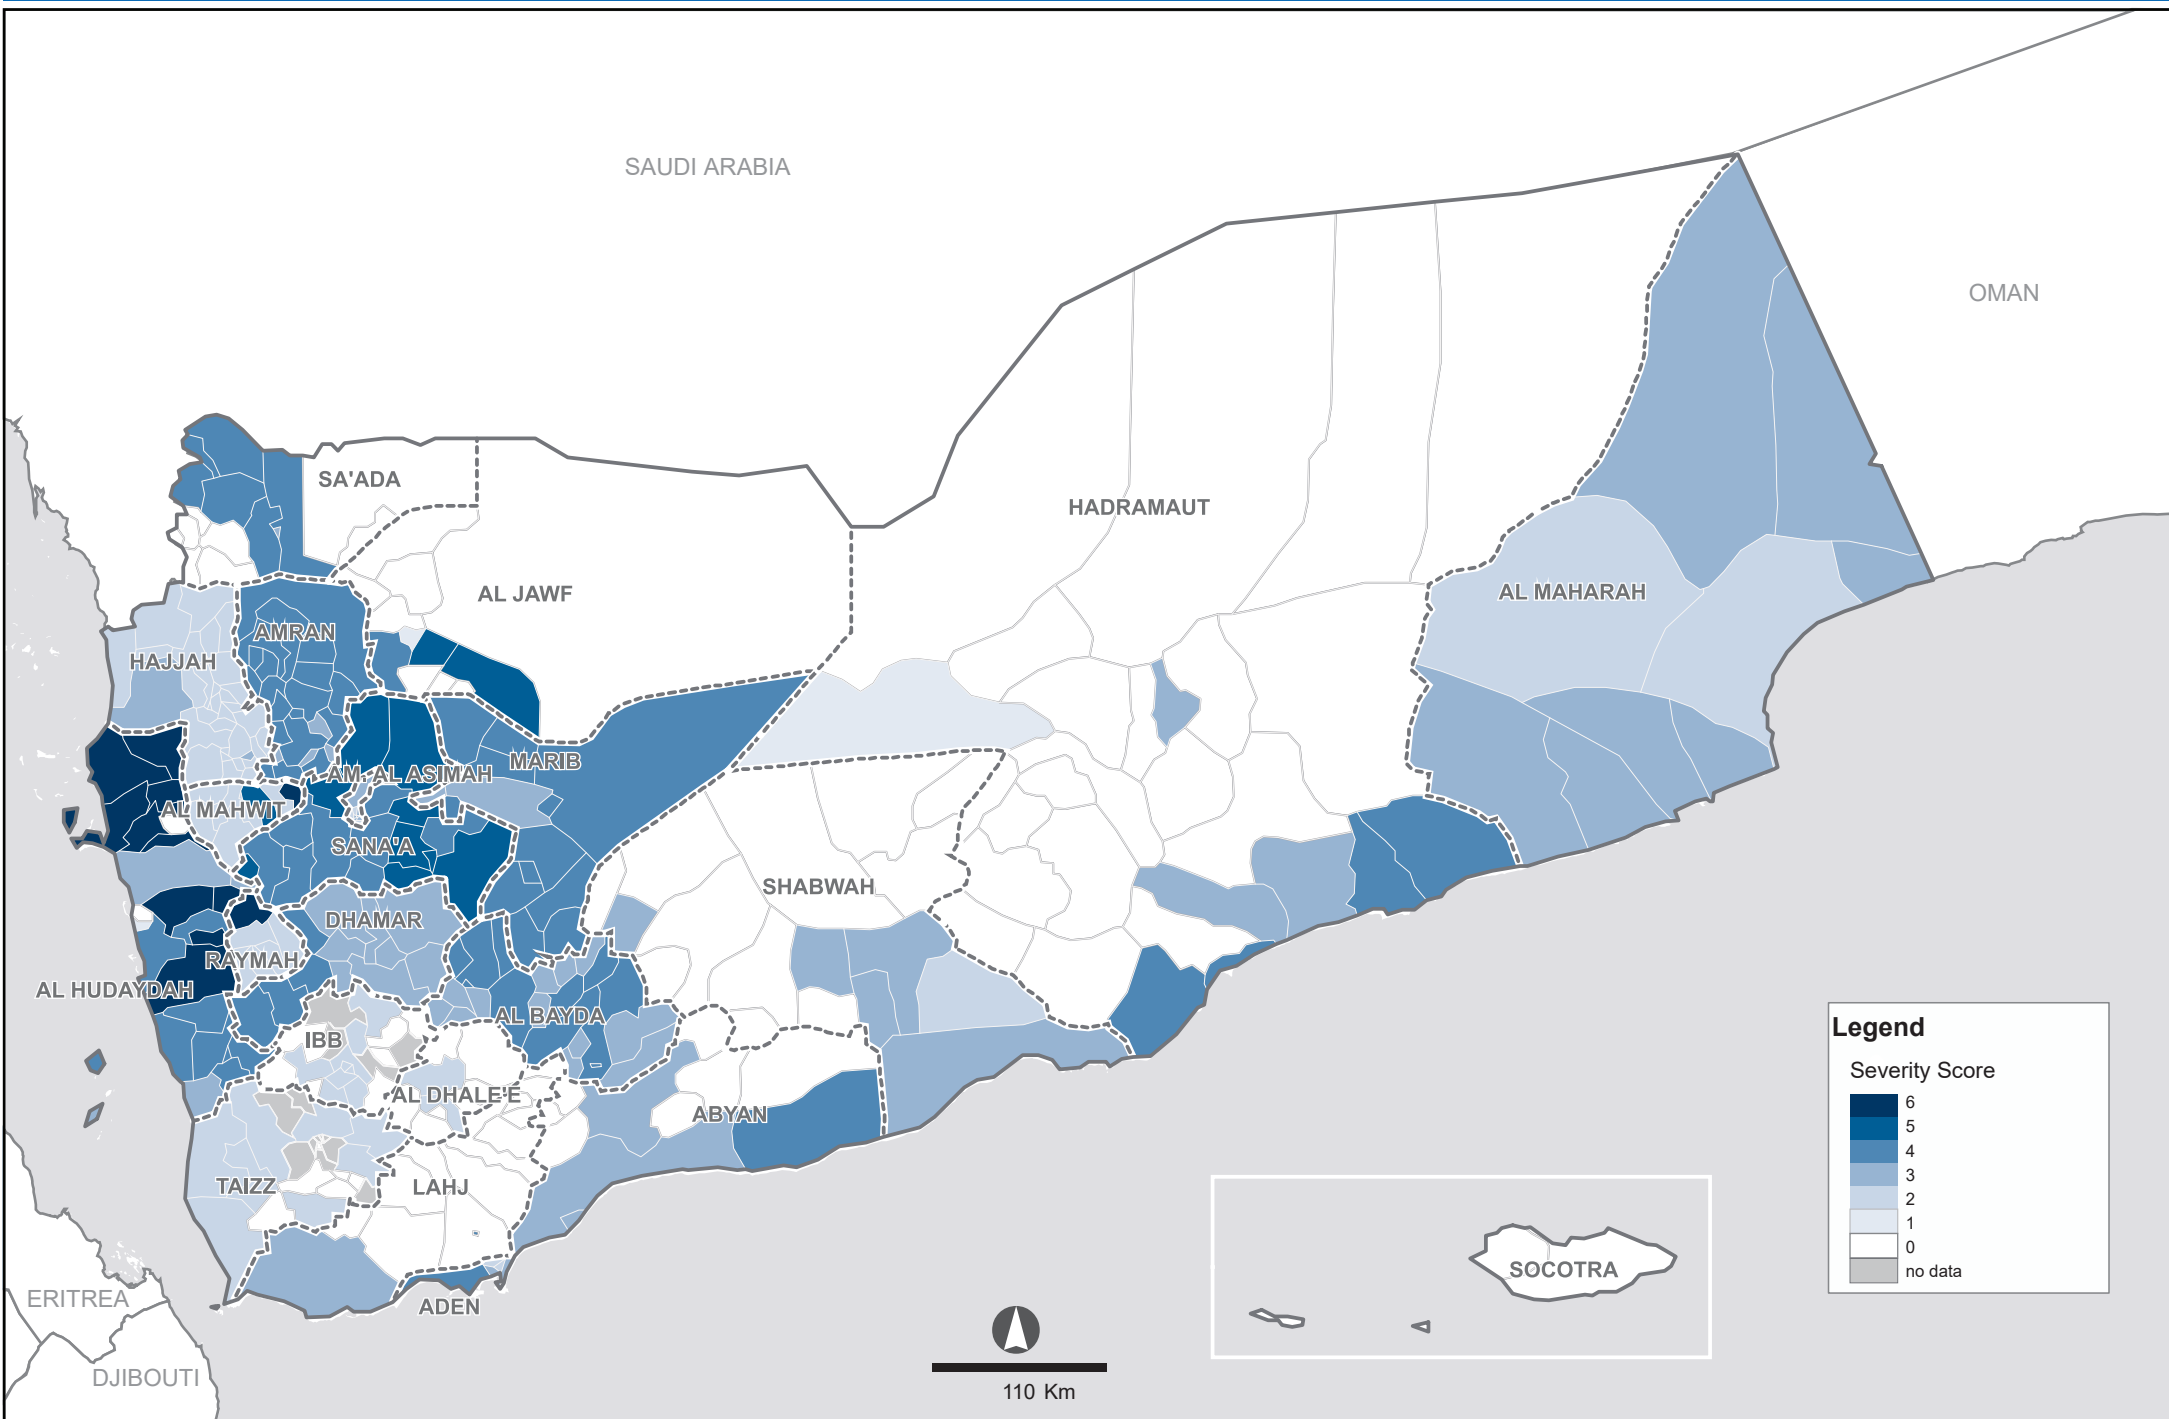 SAUDI ARABIA
OMAN
SA'ADA
HADRAMAUT
AL JAWF
AL MAHARAH
AMRAN
HAJJAH
MARIB
AM. AL ASIMAH
AL MAHWIT
SANA'A
SHABWAH
DHAMAR
RAYMAH
AL HUDAYDAH
AL BAYDA
IBB
AL DHALE'E
ABYAN
TAIZZ
LAHJ
ADEN
ERITREA
DJIBOUTI
SOCOTRA
110 Km
Legend
Severity Score
6
5
4
3
2
1
0
no data